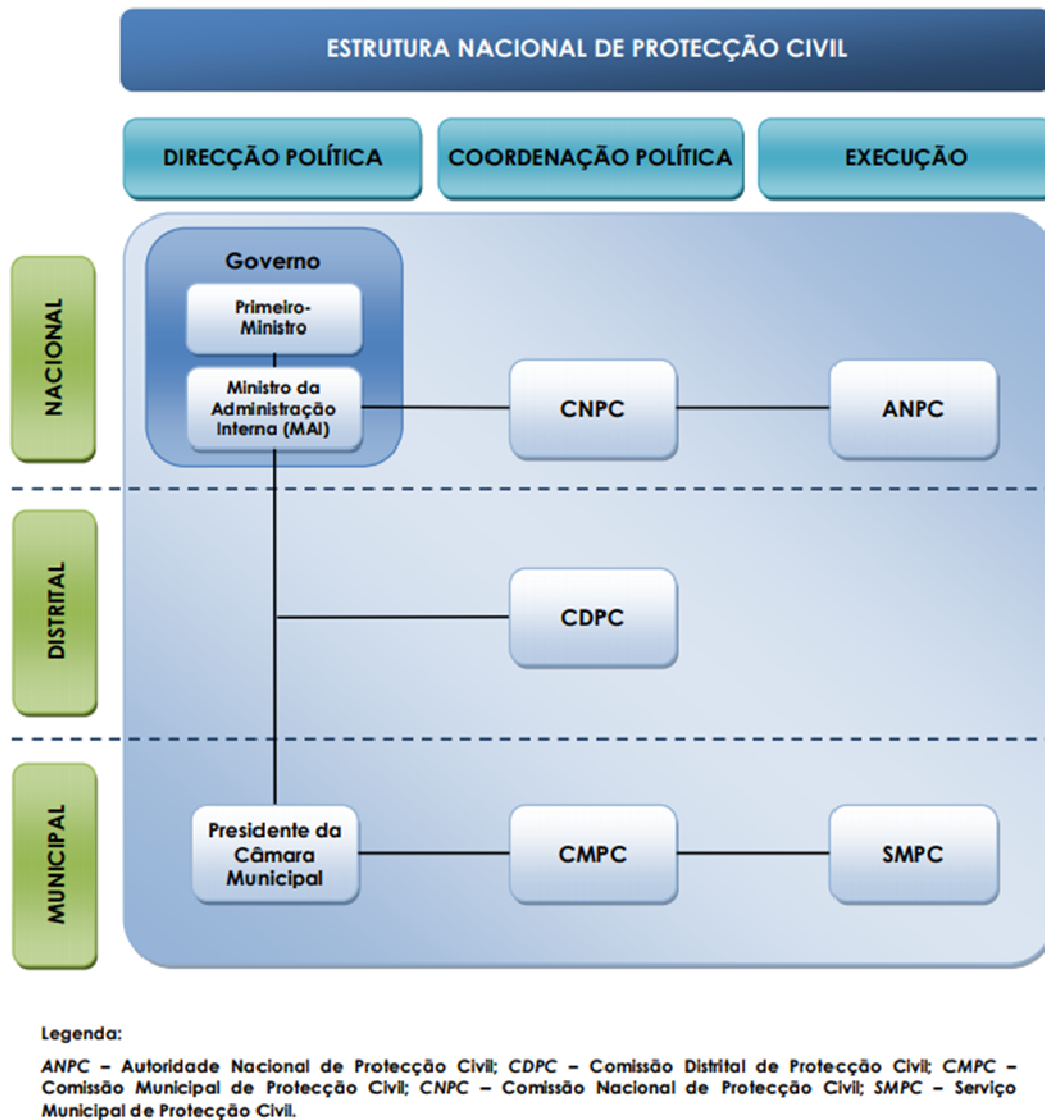 ESTRUTURA NACIONAL DE PROTECÇÃO CIVIL
DIRECÇÃO POLÍTICA
COORDENAÇÃO POLÍTICA
EXECUÇÃO
NACIONAL
Governo
Primeiro-
Ministro
Ministro da
Administração
Interna (MAI)
CNPC
ANPC
DISTRITAL
CDPC
MUNICIPAL
Presidente da
Câmara
Municipal
CMPC
SMPC
Legenda:
ANPC – Autoridade Nacional de Protecção Civil; CDPC – Comissão Distrital de Protecção Civil; CMPC –
Comissão Municipal de Protecção Civil; CNPC – Comissão Nacional de Protecção Civil; SMPC – Serviço
Municipal de Protecção Civil.